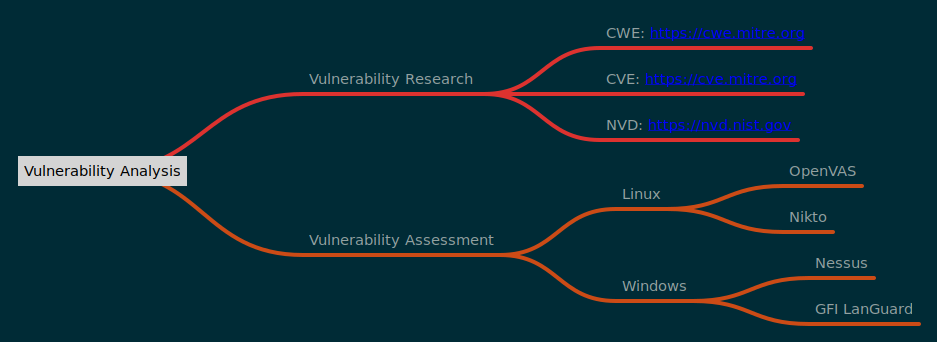 CWE: https://cwe.mitre.org
Vulnerability Research
CVE: https://cve.mitre.org
NVD: https://nvd.nist.gov
Vulnerability Analysis
OpenVAS
Linux
Nikto
Vulnerability Assessment
Nessus
Windows
GFI LanGuard